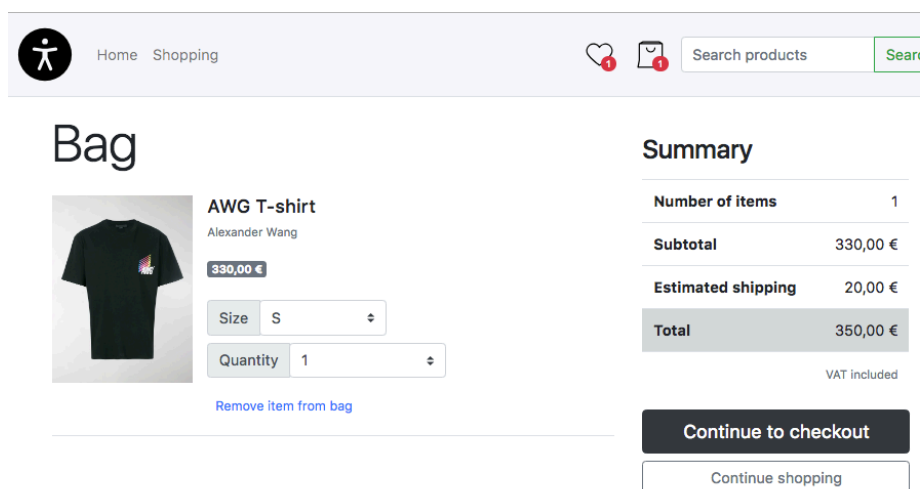 Home Shopping
1
1
Search products
Bag
AWG T-shirt
Alexander Wang
330,00 €
Size S
Quantity 1
Remove item from bag
Summary
Number of items 1
Subtotal 330,00 €
Estimated shipping 20,00 €
Total 350,00 €
VAT included
Continue to checkout
Continue shopping